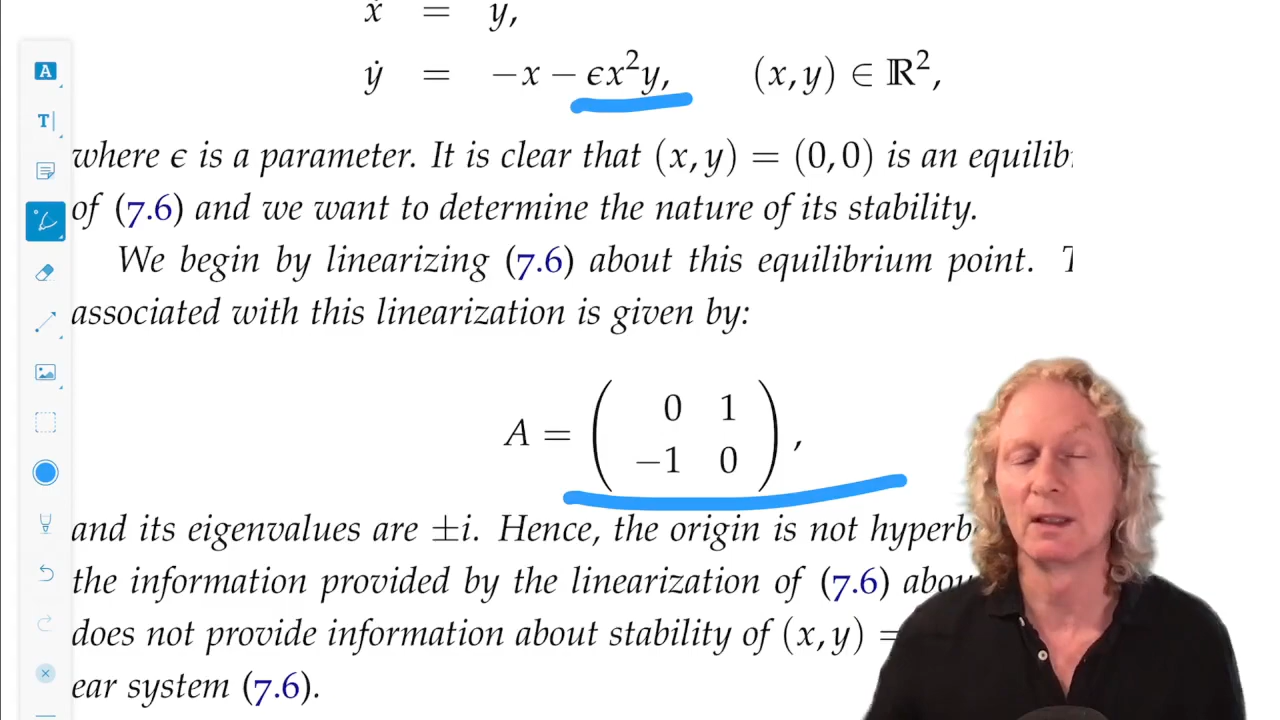 ẋ = y,
ẏ = −x − ϵx²y, (x, y) ∈ ℝ²,
where ϵ is a parameter. It is clear that (x, y) = (0, 0) is an
of (7.6) and we want to determine the nature of its stability.
We begin by linearizing (7.6) about this equilibrium point.
associated with this linearization is given by:
A = ( 0 1
−1 0 ) ,
and its eigenvalues are ±i. Hence, the origin is not
the information provided by the linearization of (7.6)
does not provide information about stability of (x, y) =
ear system (7.6).
A
T